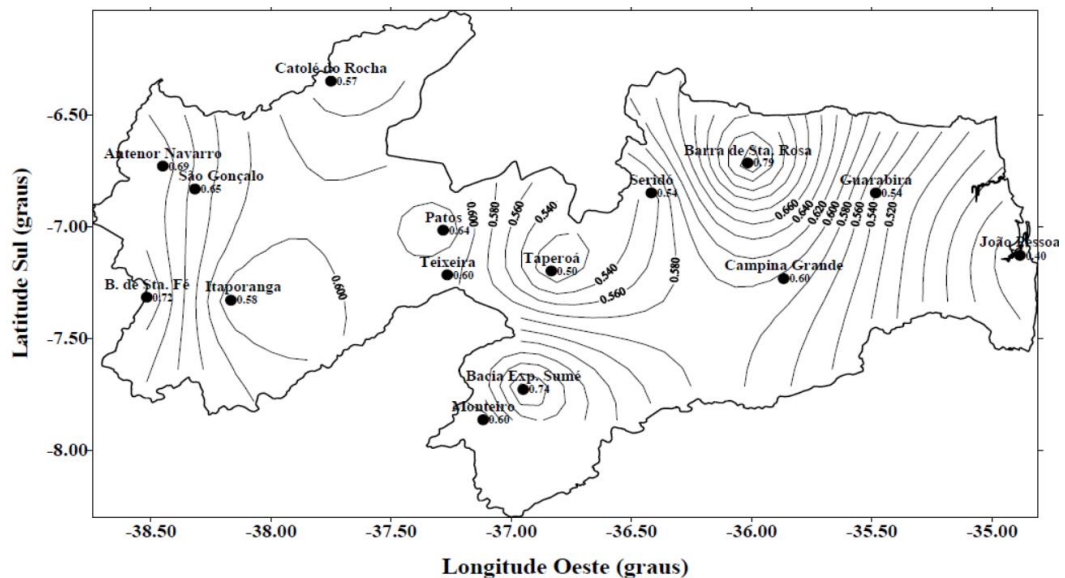 Catolé do Rocha
0.57
-6.50
Antenor Navarro
0.69
São Gonçalo
0.65
Barra de Sta. Rosa
0.79
Seridó
0.54
Guarabira
0.54
0.660
0.640
0.620
0.600
0.580
0.560
0.540
0.520
Patos
0.64
0.600
0.580
0.560
0.540
-7.00
João Pessoa
0.40
Teixeira
0.60
Taperoá
0.50
0.540
0.560
0.580
Campina Grande
0.60
B. de Sta. Fé
0.72
Itaporanga
0.58
0.600
-7.50
Bacia Exp. Sumé
0.74
Monteiro
0.60
-8.00
Latitude Sul (graus)
-38.50 -38.00 -37.50 -37.00 -36.50 -36.00 -35.50 -35.00
Longitude Oeste (graus)